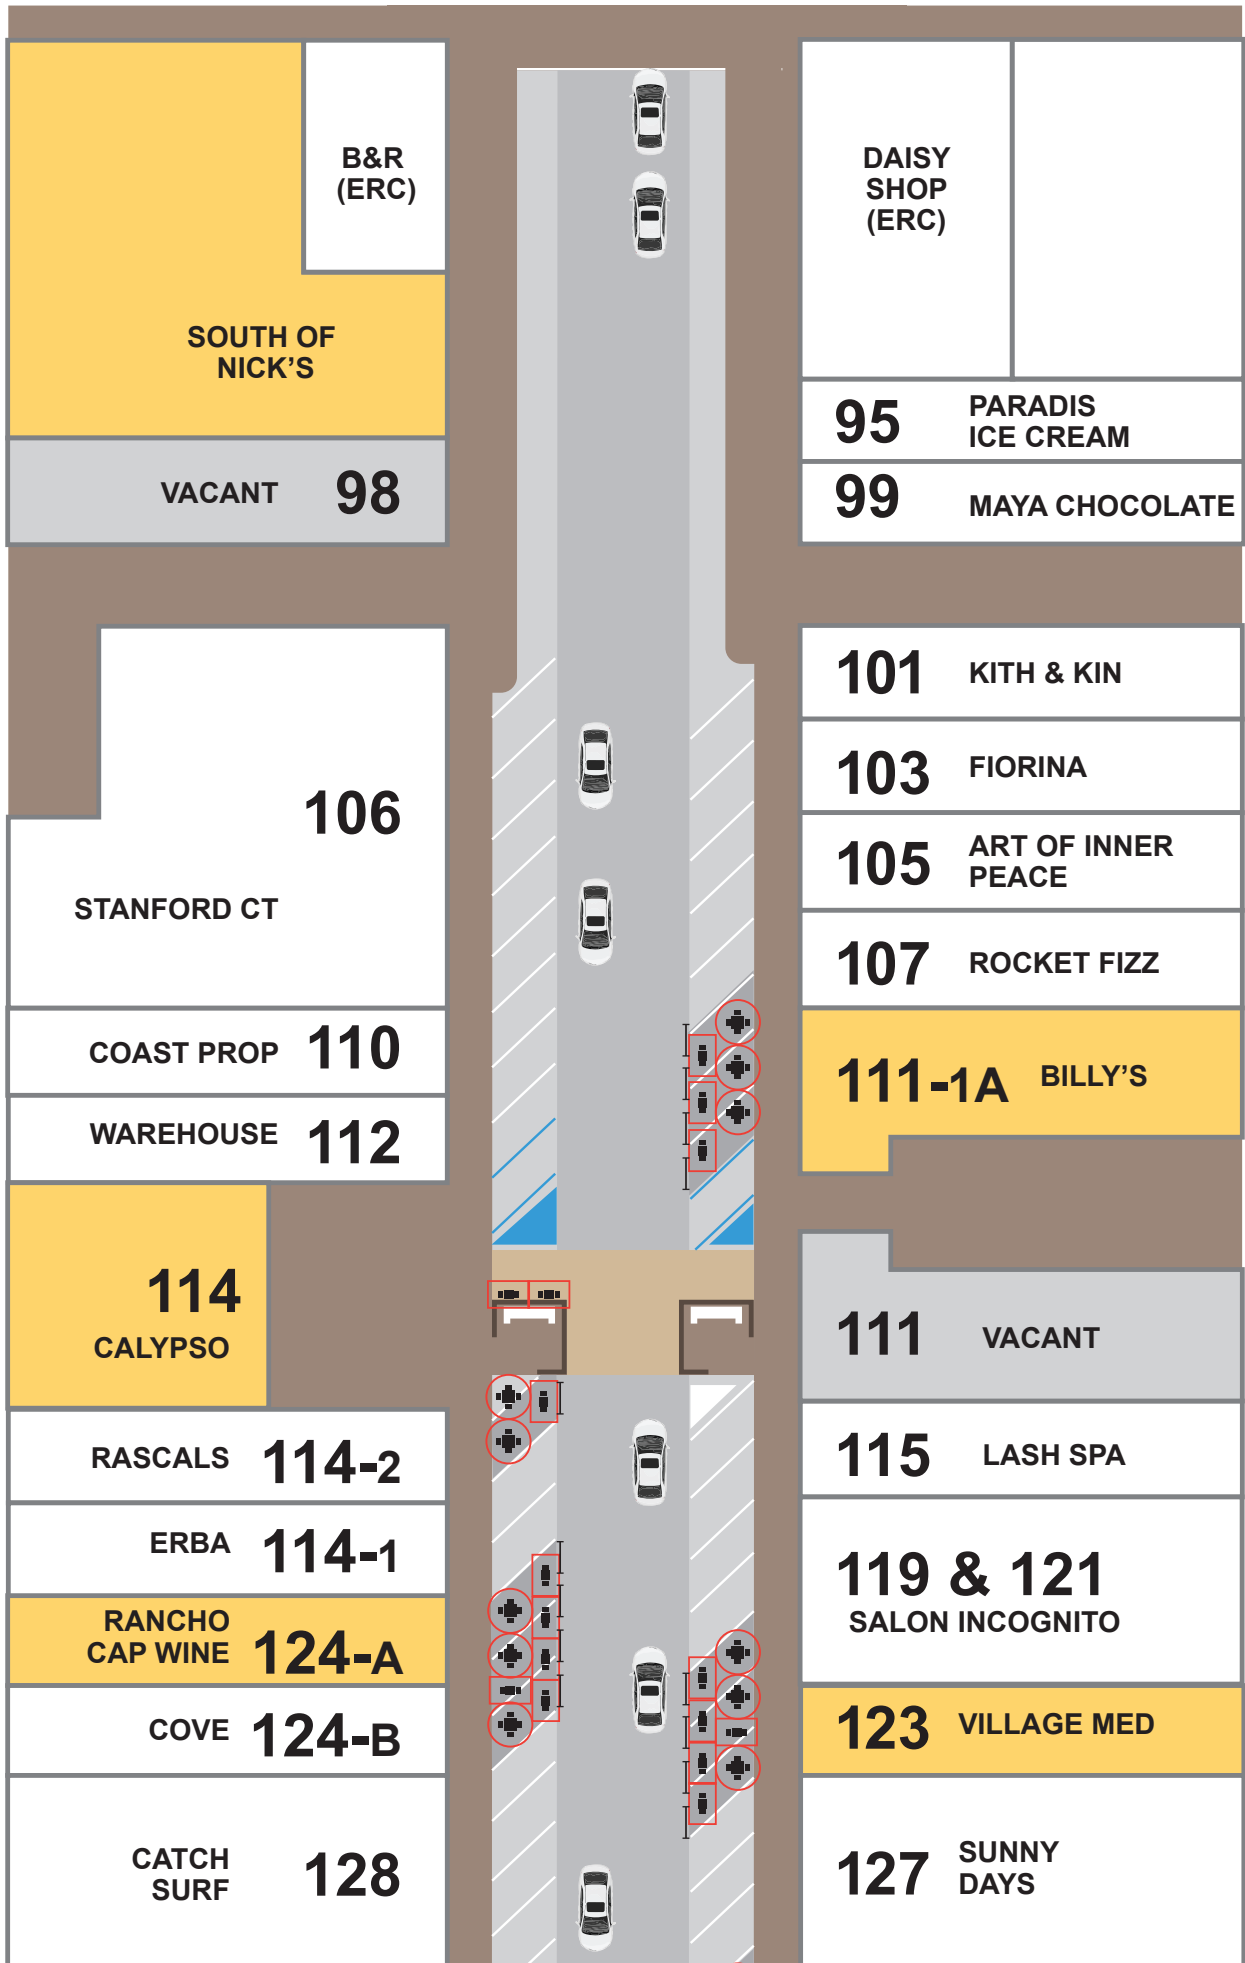 B&R
(ERC)
SOUTH OF
NICK'S
VACANT 98
106
STANFORD CT
COAST PROP 110
WAREHOUSE 112
114
CALYPSO
RASCALS 114-2
ERBA 114-1
RANCHO
CAP WINE 124-A
COVE 124-B
CATCH
SURF 128
DAISY
SHOP
(ERC)
95 PARADIS
ICE CREAM
99 MAYA CHOCOLATE
101 KITH & KIN
103 FIORINA
105 ART OF INNER
PEACE
107 ROCKET FIZZ
111-1A BILLY'S
111 VACANT
115 LASH SPA
119 & 121
SALON INCOGNITO
123 VILLAGE MED
127 SUNNY
DAYS